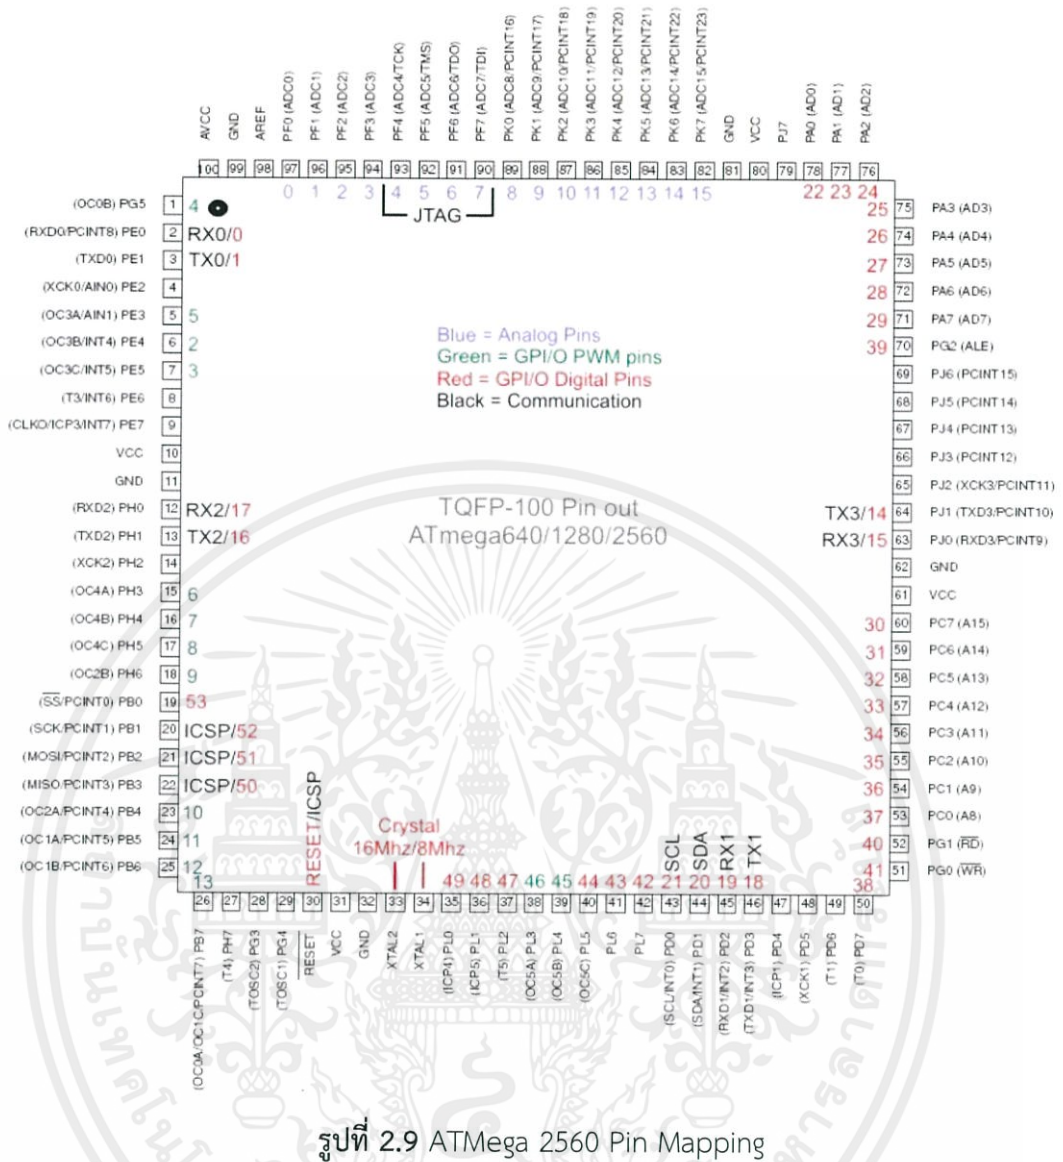 AVCC
GND
AREF
PF0 (ADC0)
PF1 (ADC1)
PF2 (ADC2)
PF3 (ADC3)
PF4 (ADC4/TCK)
PF5 (ADC5/TMS)
PF6 (ADC6/TDO)
PF7 (ADC7/TDI)
PK0 (ADC8/PCINT16)
PK1 (ADC9/PCINT17)
PK2 (ADC10/PCINT18)
PK3 (ADC11/PCINT19)
PK4 (ADC12/PCINT20)
PK5 (ADC13/PCINT21)
PK6 (ADC14/PCINT22)
PK7 (ADC15/PCINT23)
GND
VCC
PJ7
PA0 (AD0)
PA1 (AD1)
PA2 (AD2)
100 99 98 97 96 95 94 93 92 91 90 89 88 87 86 85 84 83 82 81 80 79 78 77 76
0 1 2 3 4 5 6 7 8 9 10 11 12 13 14 15 22 23 24
JTAG
(OC0B) PG5 1 4
(RXD0/PCINT8) PE0 2 RX0/0
(TXD0) PE1 3 TX0/1
(XCK0/AIN0) PE2 4
(OC3A/AIN1) PE3 5 5
(OC3B/INT4) PE4 6 2
(OC3C/INT5) PE5 7 3
(T3/INT6) PE6 8
(CLKO/ICP3/INT7) PE7 9
VCC 10
GND 11
(RXD2) PH0 12 RX2/17
(TXD2) PH1 13 TX2/16
(XCK2) PH2 14
(OC4A) PH3 15 6
(OC4B) PH4 16 7
(OC4C) PH5 17 8
(OC2B) PH6 18 9
(SS/PCINT0) PB0 19 53
(SCK/PCINT1) PB1 20 ICSP/52
(MOSI/PCINT2) PB2 21 ICSP/51
(MISO/PCINT3) PB3 22 ICSP/50
(OC2A/PCINT4) PB4 23 10
(OC1A/PCINT5) PB5 24 11
(OC1B/PCINT6) PB6 25 12
Blue = Analog Pins
Green = GPI/O PWM pins
Red = GPI/O Digital Pins
Black = Communication
TQFP-100 Pin out
ATmega640/1280/2560
25 75 PA3 (AD3)
26 74 PA4 (AD4)
27 73 PA5 (AD5)
28 72 PA6 (AD6)
29 71 PA7 (AD7)
39 70 PG2 (ALE)
69 PJ6 (PCINT15)
68 PJ5 (PCINT14)
67 PJ4 (PCINT13)
66 PJ3 (PCINT12)
65 PJ2 (XCK3/PCINT11)
TX3/14 64 PJ1 (TXD3/PCINT10)
RX3/15 63 PJ0 (RXD3/PCINT9)
62 GND
61 VCC
30 60 PC7 (A15)
31 59 PC6 (A14)
32 58 PC5 (A13)
33 57 PC4 (A12)
34 56 PC3 (A11)
35 55 PC2 (A10)
36 54 PC1 (A9)
37 53 PC0 (A8)
40 52 PG1 (RD)
41 51 PG0 (WR)
RESET/ICSP
Crystal
16Mhz/8Mhz
SCL
SDA
RX1
TX1
13 49 48 47 46 45 44 43 42 21 20 19 18 38
26 27 28 29 30 31 32 33 34 35 36 37 38 39 40 41 42 43 44 45 46 47 48 49 50
(OC0A/OC1C/PCINT7) PB7
(T4) PH7
(TOSC2) PG3
(TOSC1) PG4
RESET
VCC
GND
XTAL2
XTAL1
(ICP4) PL0
(ICP5) PL1
(T5) PL2
(OC5A) PL3
(OC5B) PL4
(OC5C) PL5
PL6
PL7
(SCL/INT0) PD0
(SDA/INT1) PD1
(RXD1/INT2) PD2
(TXD1/INT3) PD3
(ICP1) PD4
(XCK1) PD5
(T1) PD6
(T0) PD7
รูปที่ 2.9 ATMega 2560 Pin Mapping